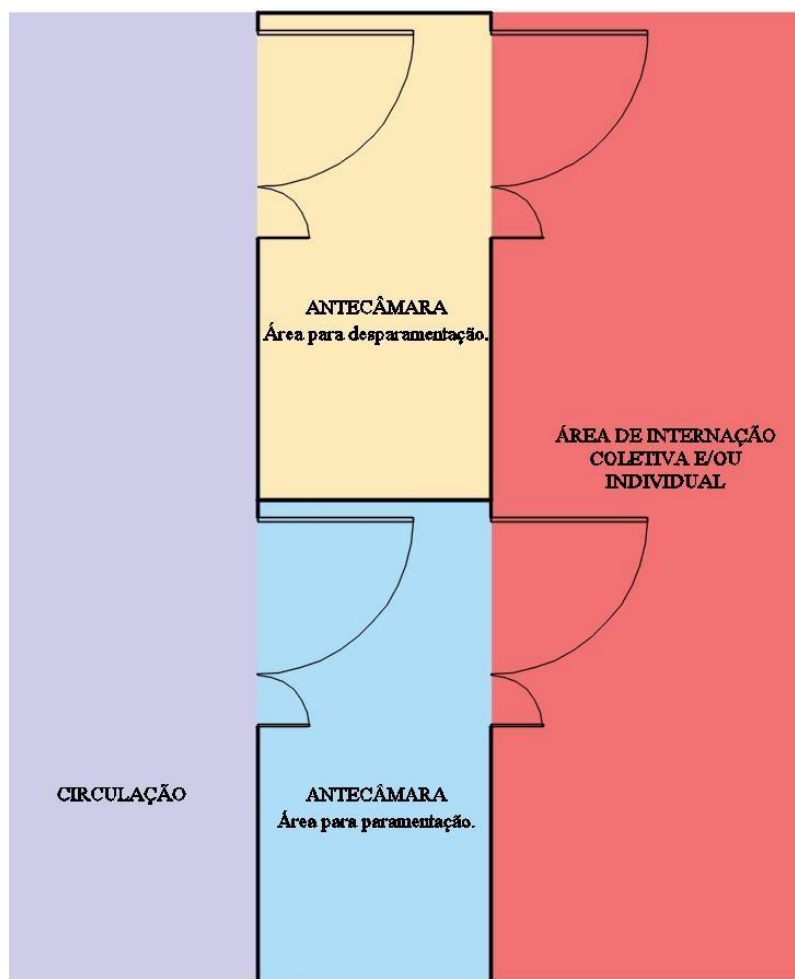 ANTECÂMARA
Área para desparamentação.
ÁREA DE INTERNAÇÃO
COLETIVA E/OU
INDIVIDUAL
CIRCULAÇÃO
ANTECÂMARA
Área para paramentação.